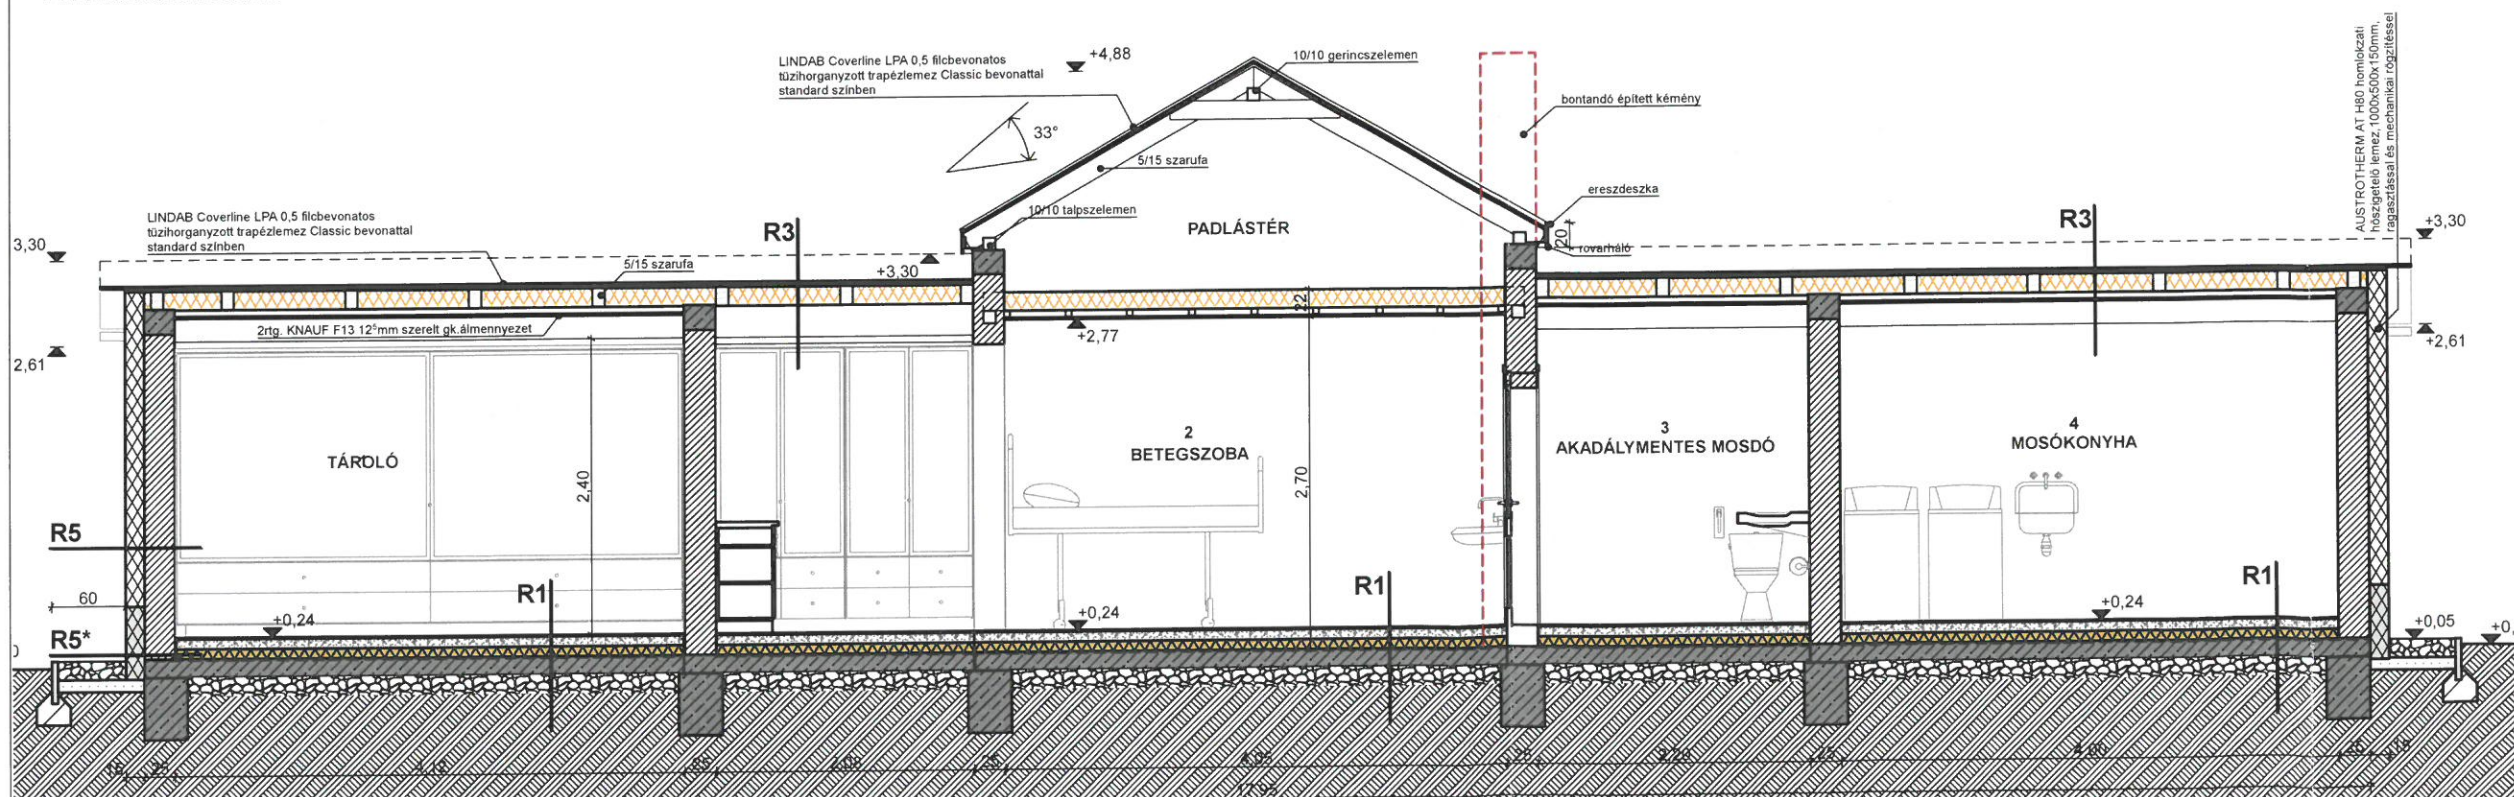 LINDAB Coverline LPA 0,5 filcbevonatos
tüzihorganyzott trapézlemez Classic bevonattal
standard színben
+4,88
10/10 gerincszelemen
bontandó épített kémény
33°
5/15 szarufa
ereszdeszka
20
rovarháló
10/10 talpszelemen
PADLÁSTÉR
AUSTROTHERM AT H80 homlokzati
hőszigetelő lemez,1000x500x150mm,
ragasztással és mechanikai rögzítéssel
LINDAB Coverline LPA 0,5 filcbevonatos
tüzihorganyzott trapézlemez Classic bevonattal
standard színben
3,30
R3
R3
+3,30
5/15 szarufa
+3,30
22
2rtg. KNAUF F13 12⁵mm szerelt gk.álmennyezet
+2,77
2,61
+2,61
TÁROLÓ
2,40
2
BETEGSZOBA
2,70
3
AKADÁLYMENTES MOSDÓ
4
MOSÓKONYHA
R5
R1
R1
R1
60
+0,24
+0,24
+0,24
+0,05
R5*
15
25
4,12
25
4,05
25
2,20
25
4,00
25
15
17,95